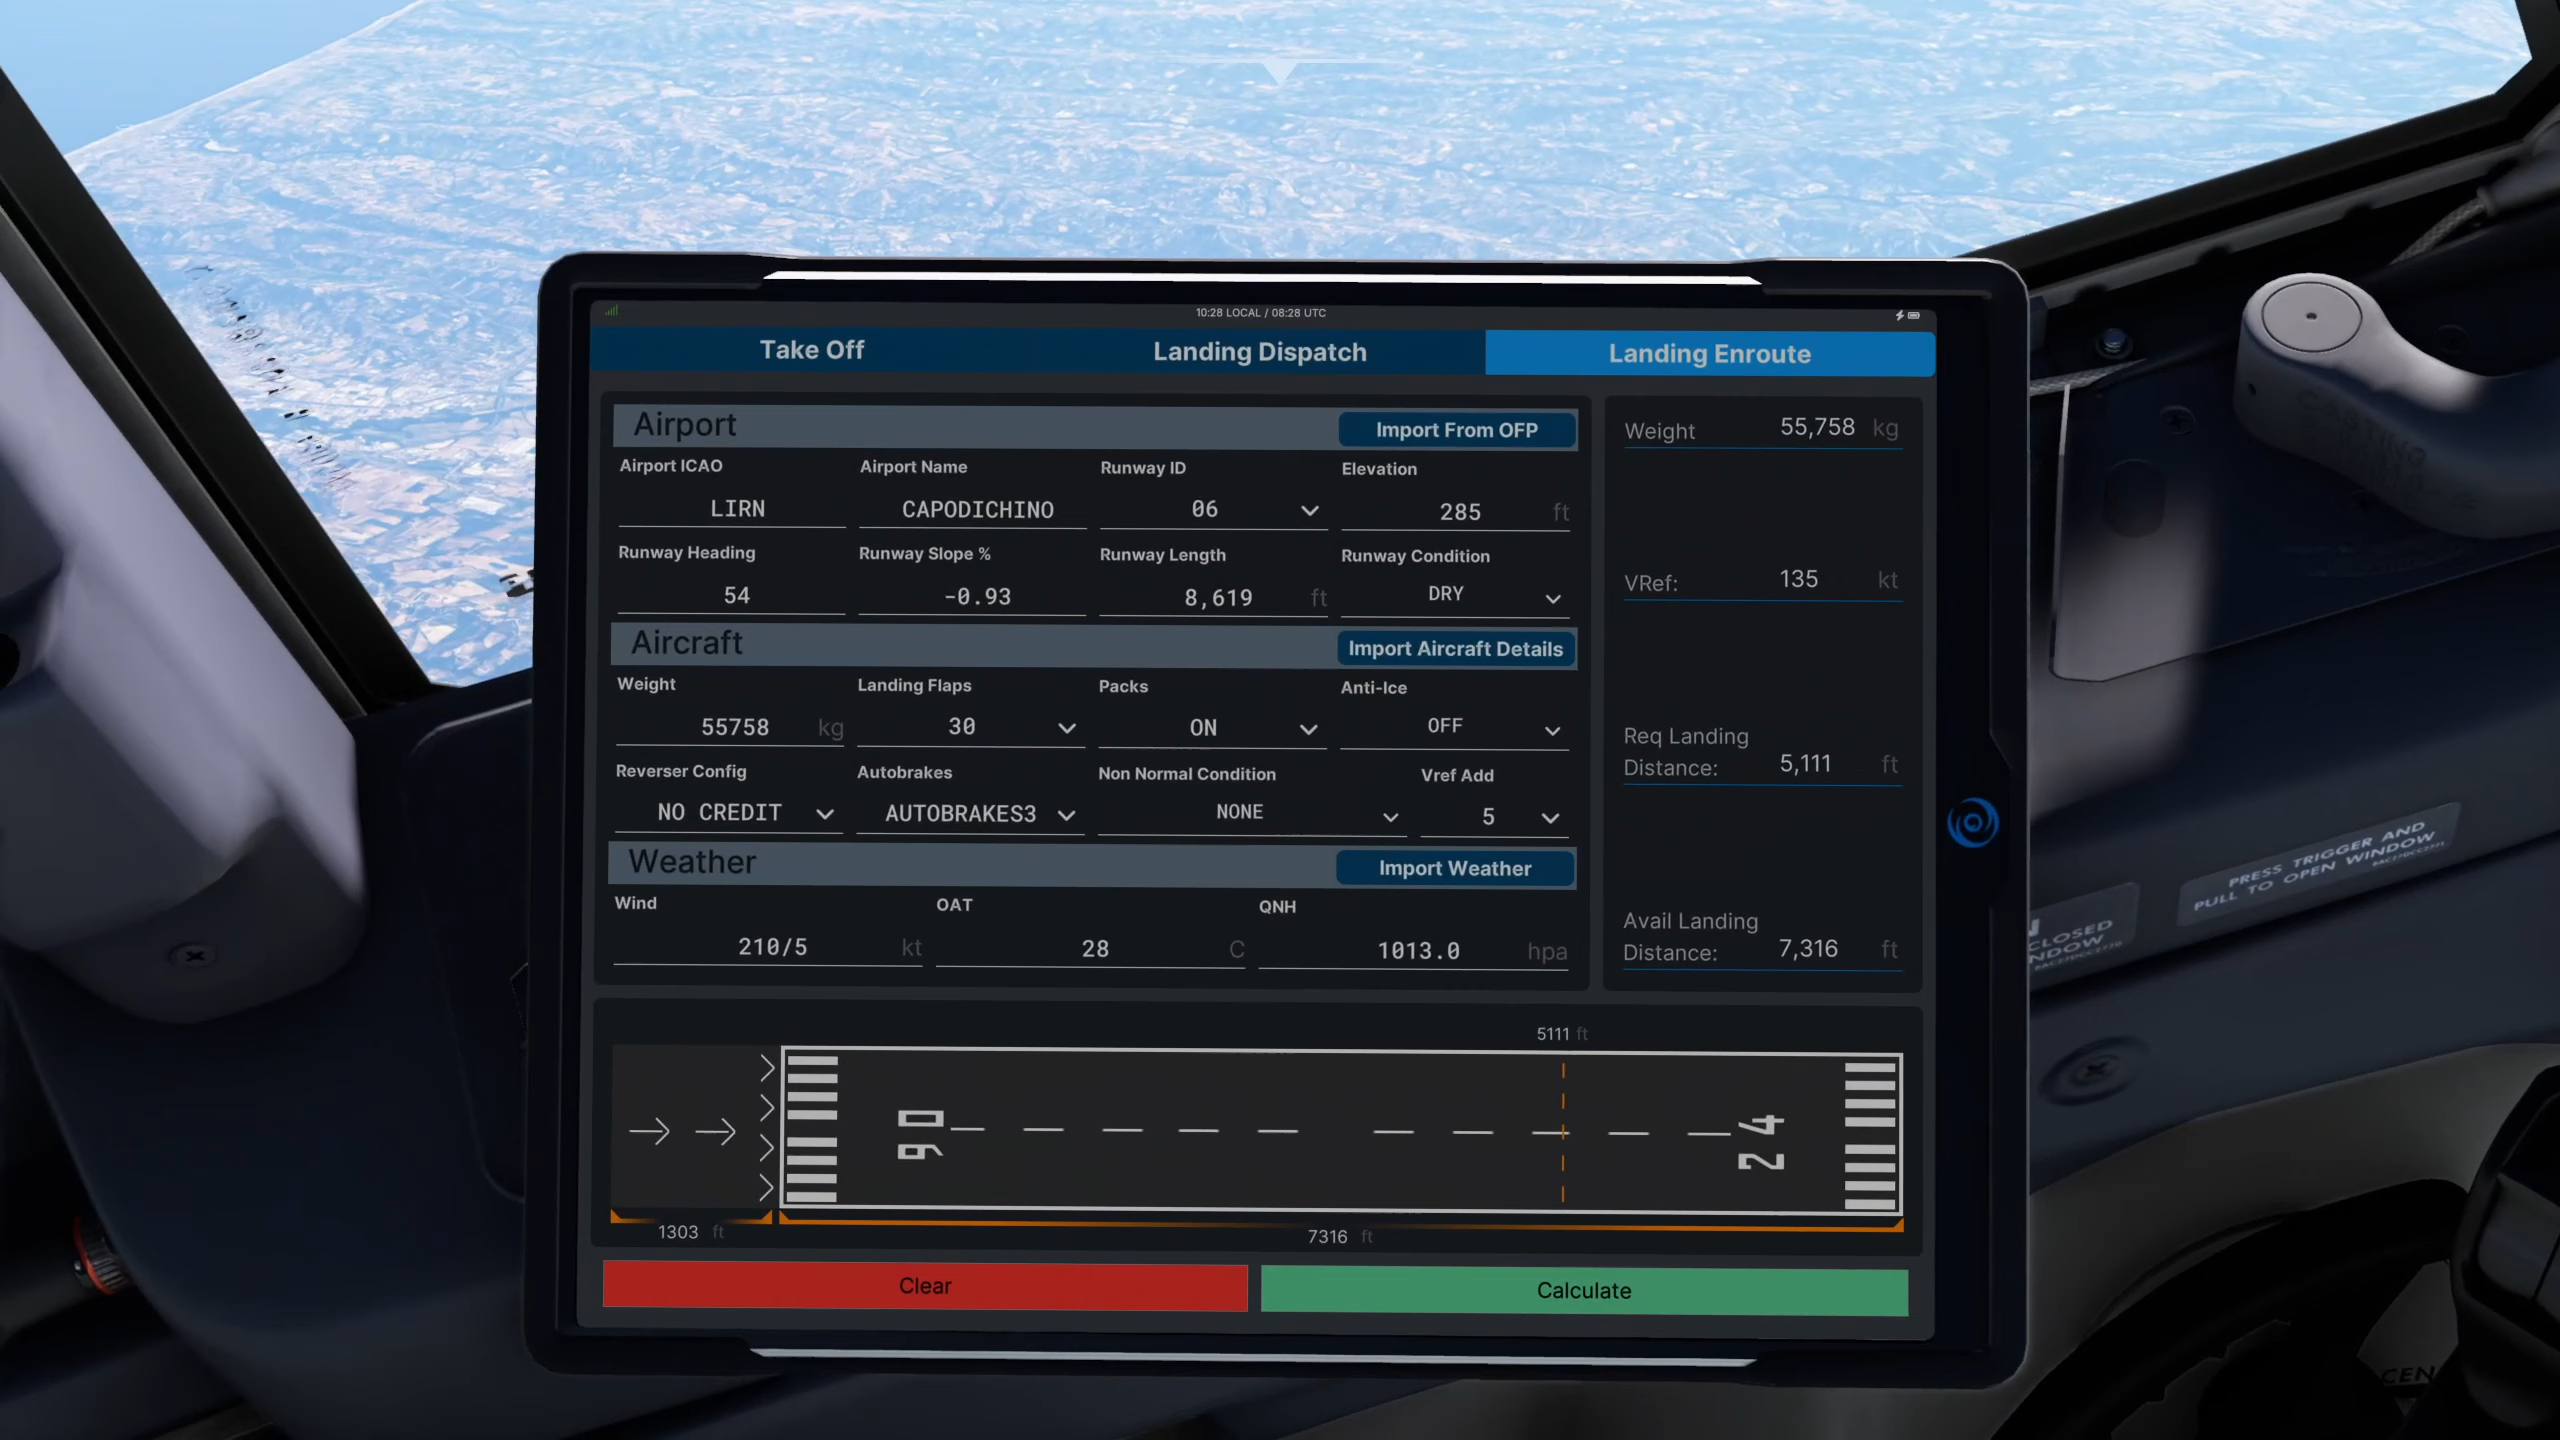 10:28 LOCAL / 08:28 UTC
Take Off Landing Dispatch Landing Enroute
Airport Import From OFP
Airport ICAO Airport Name Runway ID Elevation
LIRN CAPODICHINO 06 285 ft
Runway Heading Runway Slope % Runway Length Runway Condition
54 -0.93 8,619 ft DRY
Aircraft Import Aircraft Details
Weight Landing Flaps Packs Anti-Ice
55758 kg 30 ON OFF
Reverser Config Autobrakes Non Normal Condition Vref Add
NO CREDIT AUTOBRAKES3 NONE 5
Weather Import Weather
Wind OAT QNH
210/5 kt 28 C 1013.0 hpa
Weight 55,758 kg
VRef: 135 kt
Req Landing
Distance: 5,111 ft
Avail Landing
Distance: 7,316 ft
5111 ft
06 24
1303 ft
7316 ft
Clear Calculate
PRESS TRIGGER AND
PULL TO OPEN WINDOW
CLOSED
NDOW
CEN